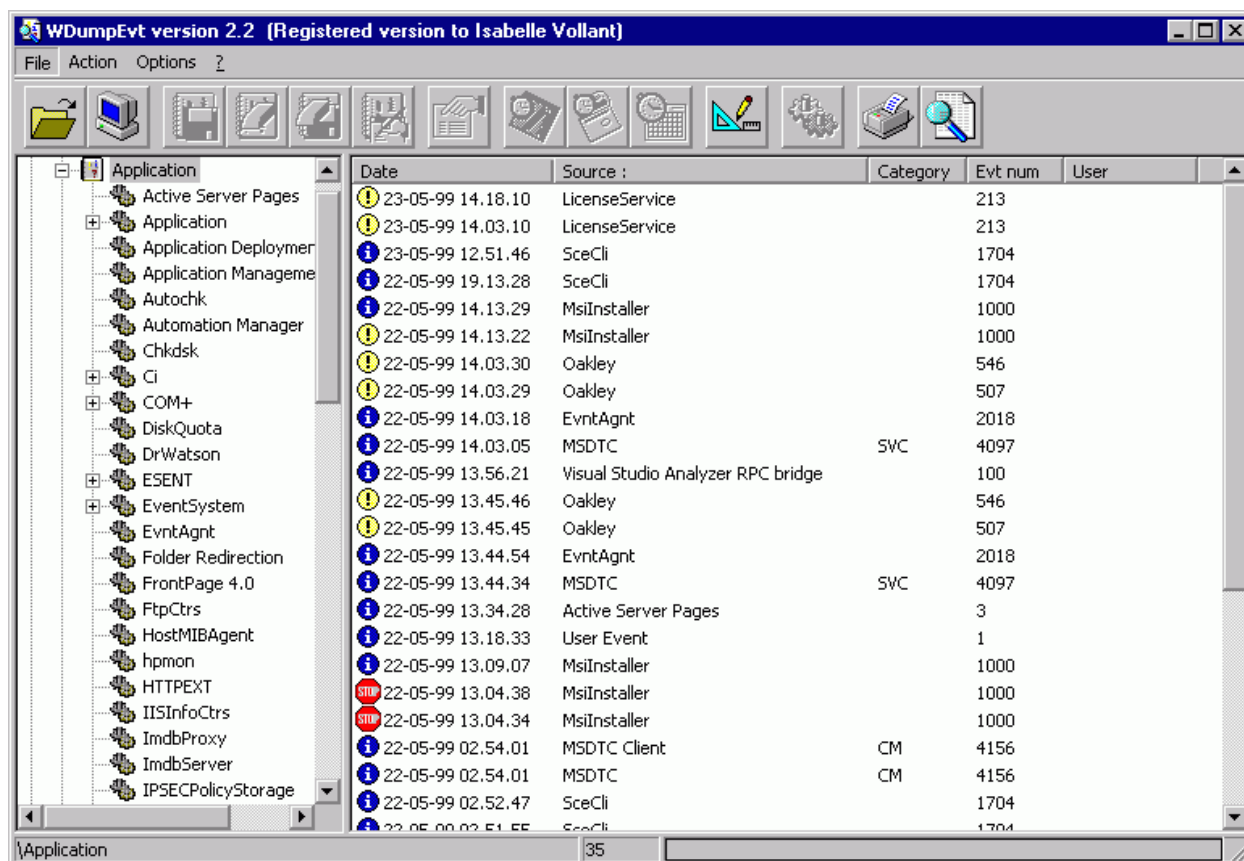 WDumpEvt version 2.2 (Registered version to Isabelle Vollant)
File Action Options ?
Application
Active Server Pages
Application
Application Deploymer
Application Manageme
Autochk
Automation Manager
Chkdsk
Ci
COM+
DiskQuota
DrWatson
ESENT
EventSystem
EvntAgnt
Folder Redirection
FrontPage 4.0
FtpCtrs
HostMIBAgent
hpmon
HTTPEXT
IISInfoCtrs
ImdbProxy
ImdbServer
IPSECPolicyStorage
Date Source : Category Evt num User
23-05-99 14.18.10 LicenseService 213
23-05-99 14.03.10 LicenseService 213
23-05-99 12.51.46 SceCli 1704
22-05-99 19.13.28 SceCli 1704
22-05-99 14.13.29 MsiInstaller 1000
22-05-99 14.13.22 MsiInstaller 1000
22-05-99 14.03.30 Oakley 546
22-05-99 14.03.29 Oakley 507
22-05-99 14.03.18 EvntAgnt 2018
22-05-99 14.03.05 MSDTC SVC 4097
22-05-99 13.56.21 Visual Studio Analyzer RPC bridge 100
22-05-99 13.45.46 Oakley 546
22-05-99 13.45.45 Oakley 507
22-05-99 13.44.54 EvntAgnt 2018
22-05-99 13.44.34 MSDTC SVC 4097
22-05-99 13.34.28 Active Server Pages 3
22-05-99 13.18.33 User Event 1
22-05-99 13.09.07 MsiInstaller 1000
STOP 22-05-99 13.04.38 MsiInstaller 1000
STOP 22-05-99 13.04.34 MsiInstaller 1000
22-05-99 02.54.01 MSDTC Client CM 4156
22-05-99 02.54.01 MSDTC CM 4156
22-05-99 02.52.47 SceCli 1704
22-05-99 02.51.55 SceCli 1704
\Application 35